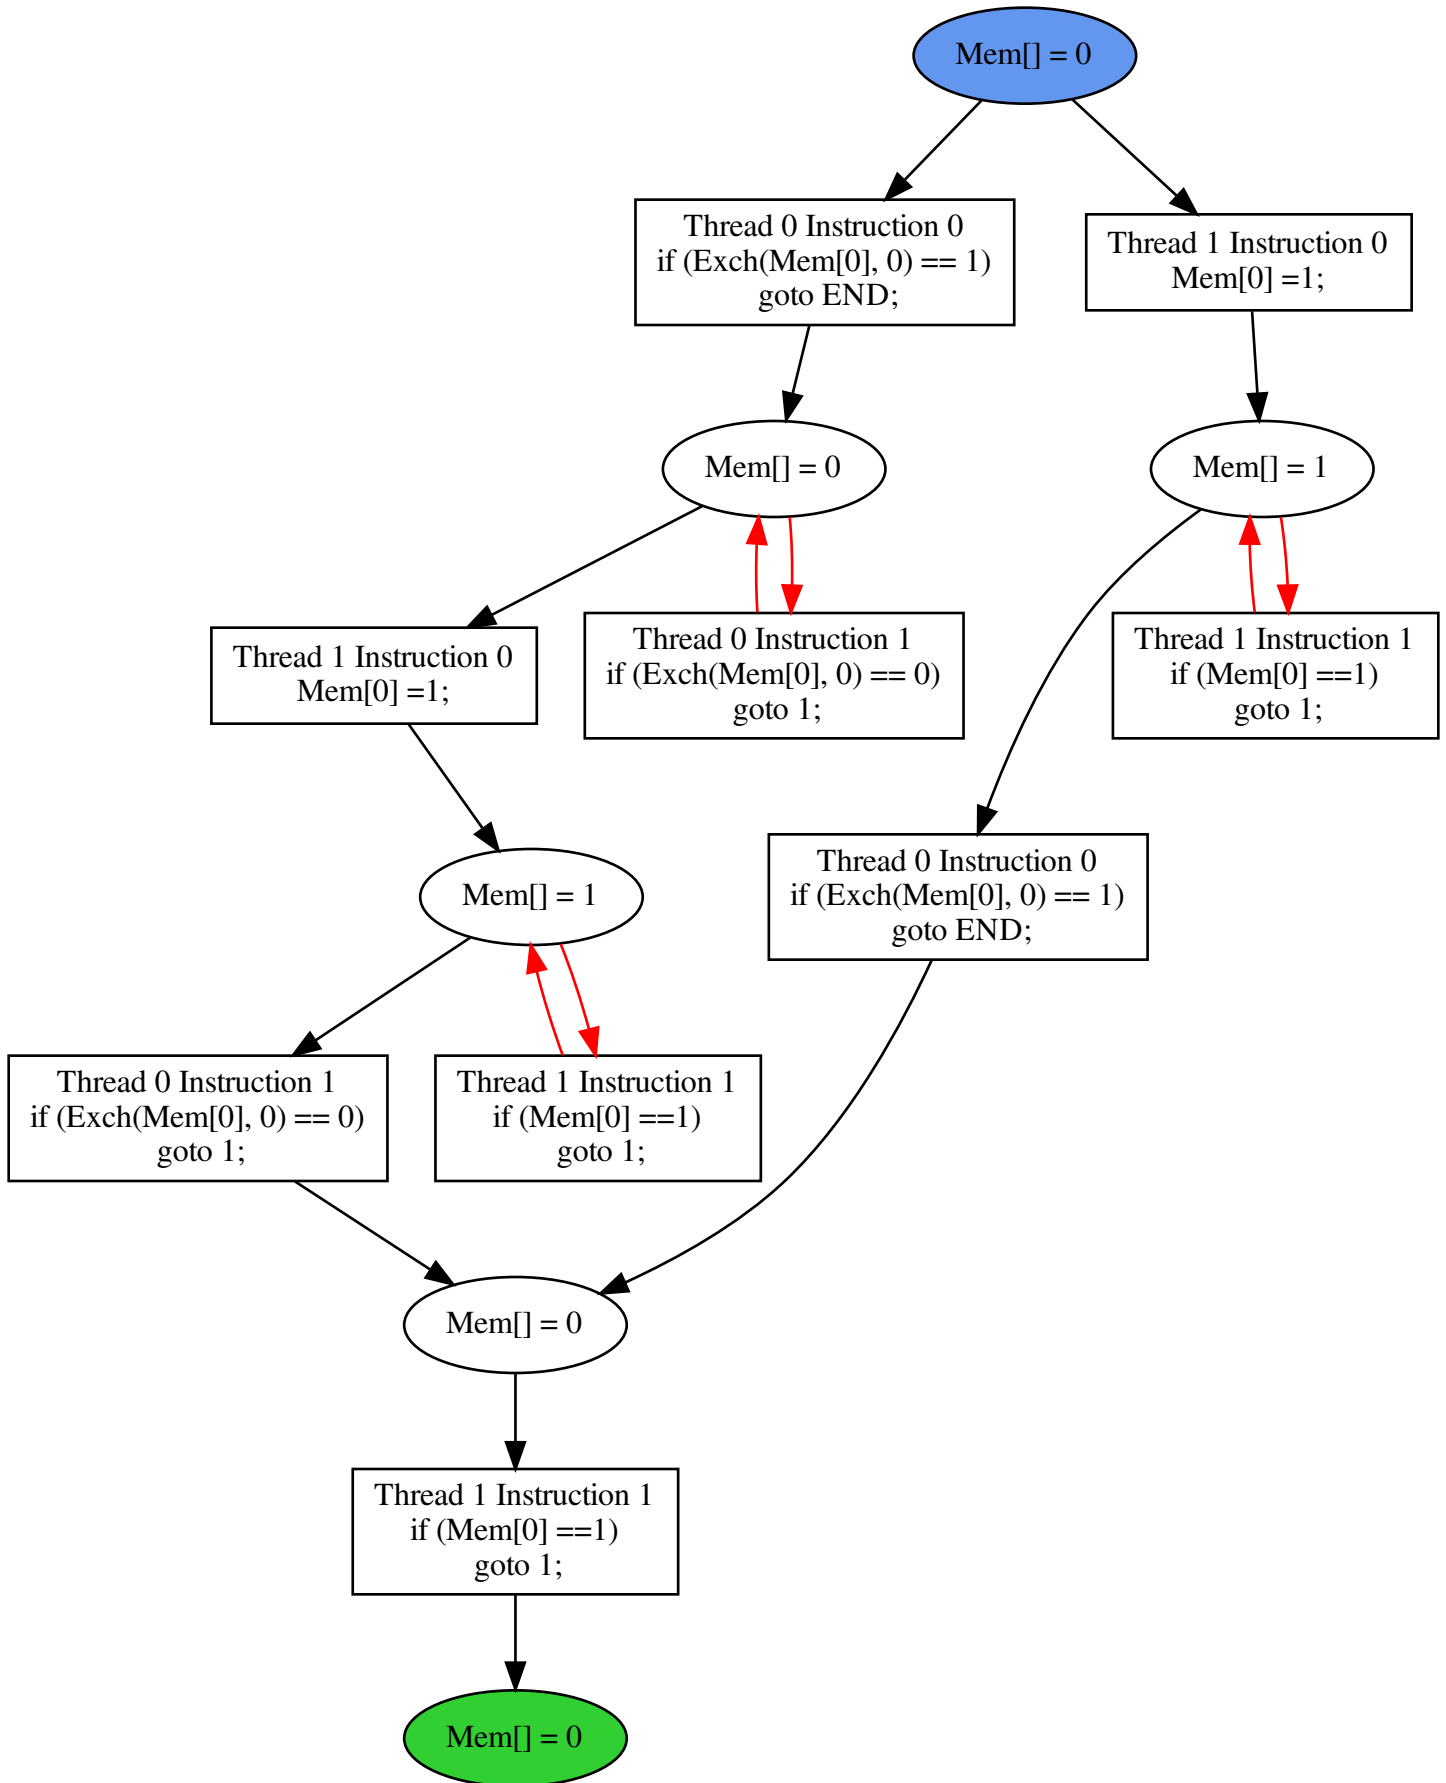 Mem[] = 0
Thread 0 Instruction 0
if (Exch(Mem[0], 0) == 1)
goto END;
Thread 1 Instruction 0
Mem[0] =1;
Mem[] = 0
Mem[] = 1
Thread 1 Instruction 0
Mem[0] =1;
Thread 0 Instruction 1
if (Exch(Mem[0], 0) == 0)
goto 1;
Thread 1 Instruction 1
if (Mem[0] ==1)
goto 1;
Mem[] = 1
Thread 0 Instruction 0
if (Exch(Mem[0], 0) == 1)
goto END;
Thread 0 Instruction 1
if (Exch(Mem[0], 0) == 0)
goto 1;
Thread 1 Instruction 1
if (Mem[0] ==1)
goto 1;
Mem[] = 0
Thread 1 Instruction 1
if (Mem[0] ==1)
goto 1;
Mem[] = 0